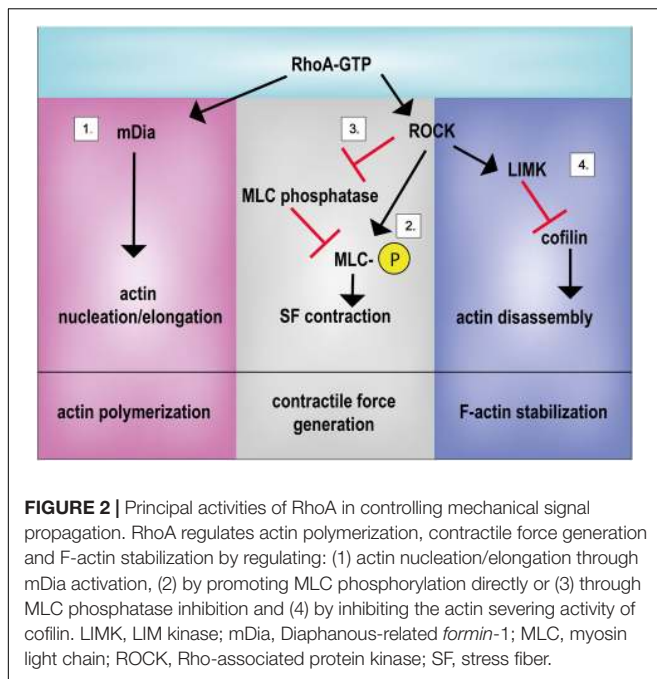 RhoA-GTP
1.
mDia
3.
ROCK
4.
LIMK
MLC phosphatase
2.
cofilin
MLC- P
actin
nucleation/elongation
SF contraction
actin disassembly
actin polymerization
contractile force
generation
F-actin stabilization
FIGURE 2 | Principal activities of RhoA in controlling mechanical signal
propagation. RhoA regulates actin polymerization, contractile force generation
and F-actin stabilization by regulating: (1) actin nucleation/elongation through
mDia activation, (2) by promoting MLC phosphorylation directly or (3) through
MLC phosphatase inhibition and (4) by inhibiting the actin severing activity of
cofilin. LIMK, LIM kinase; mDia, Diaphanous-related formin-1; MLC, myosin
light chain; ROCK, Rho-associated protein kinase; SF, stress fiber.